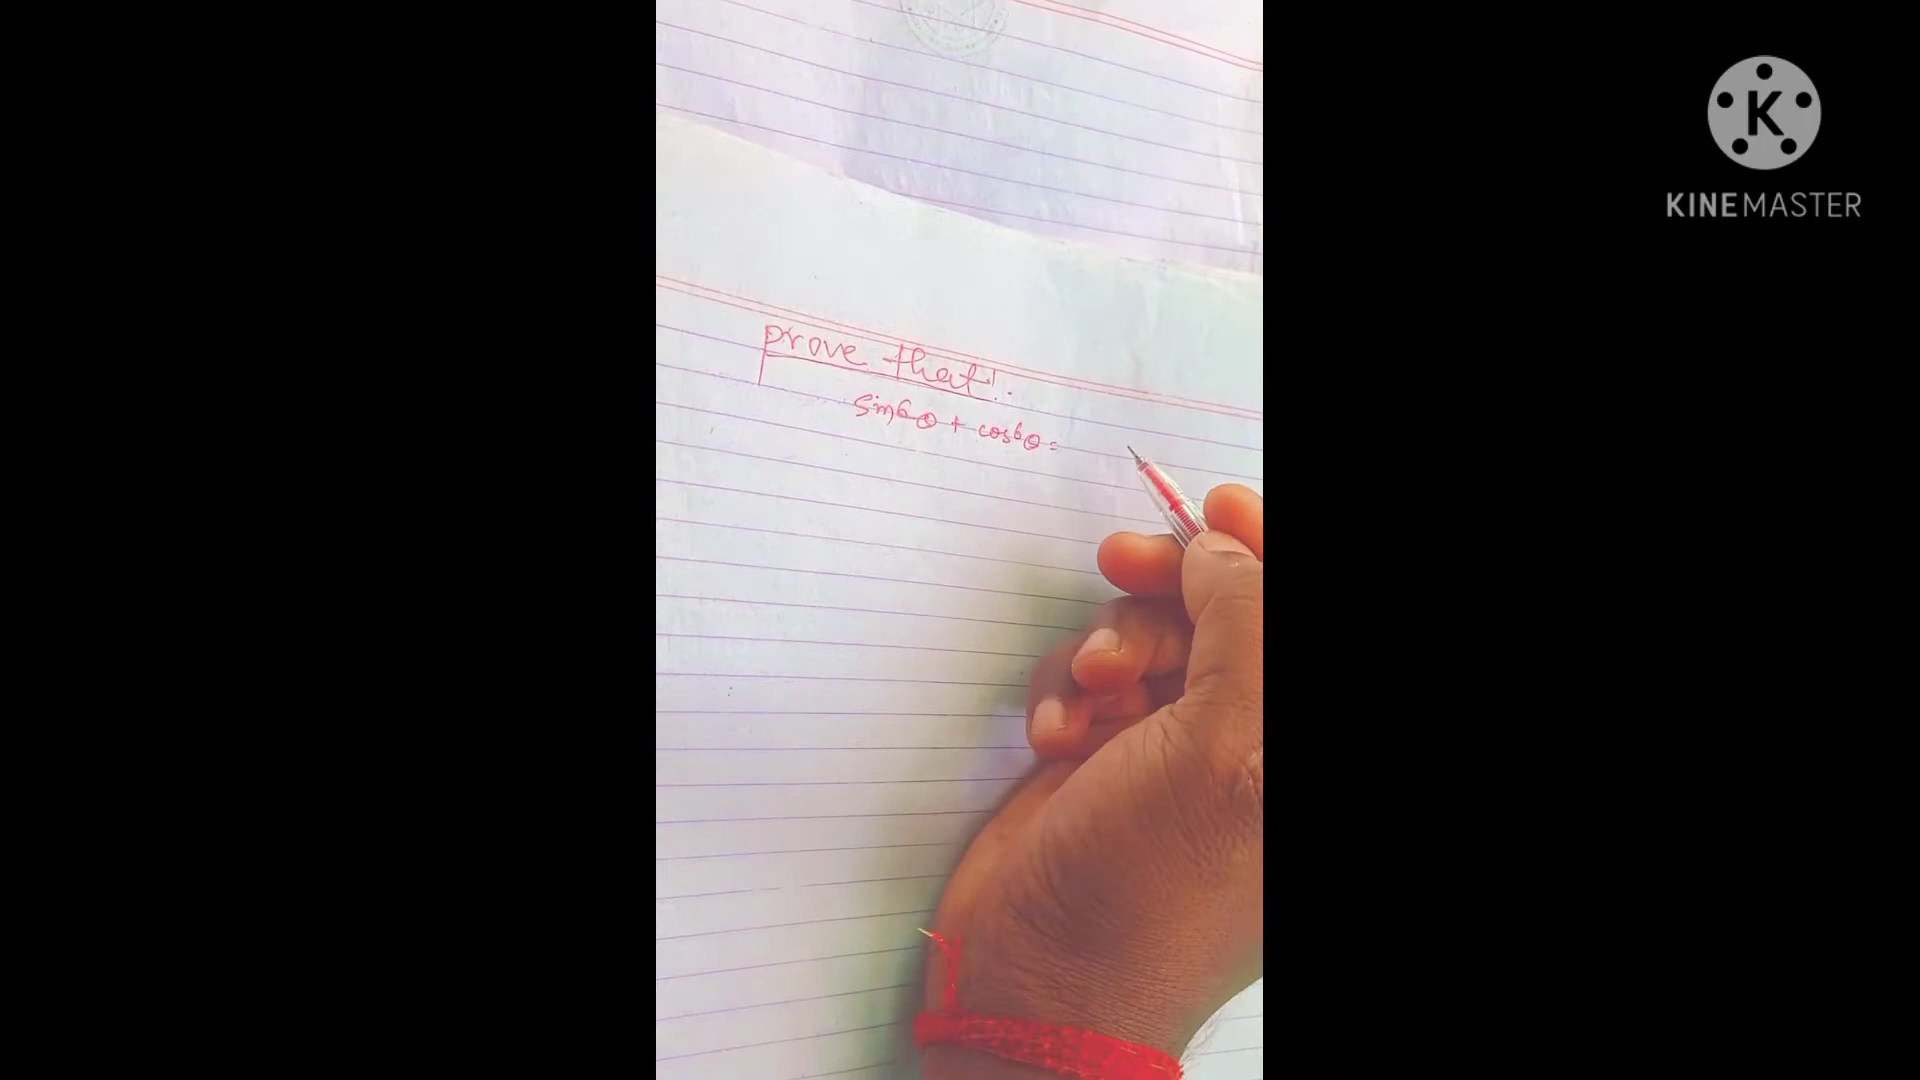 prove that:-
sin6θ + cos6θ =
K
KINEMASTER